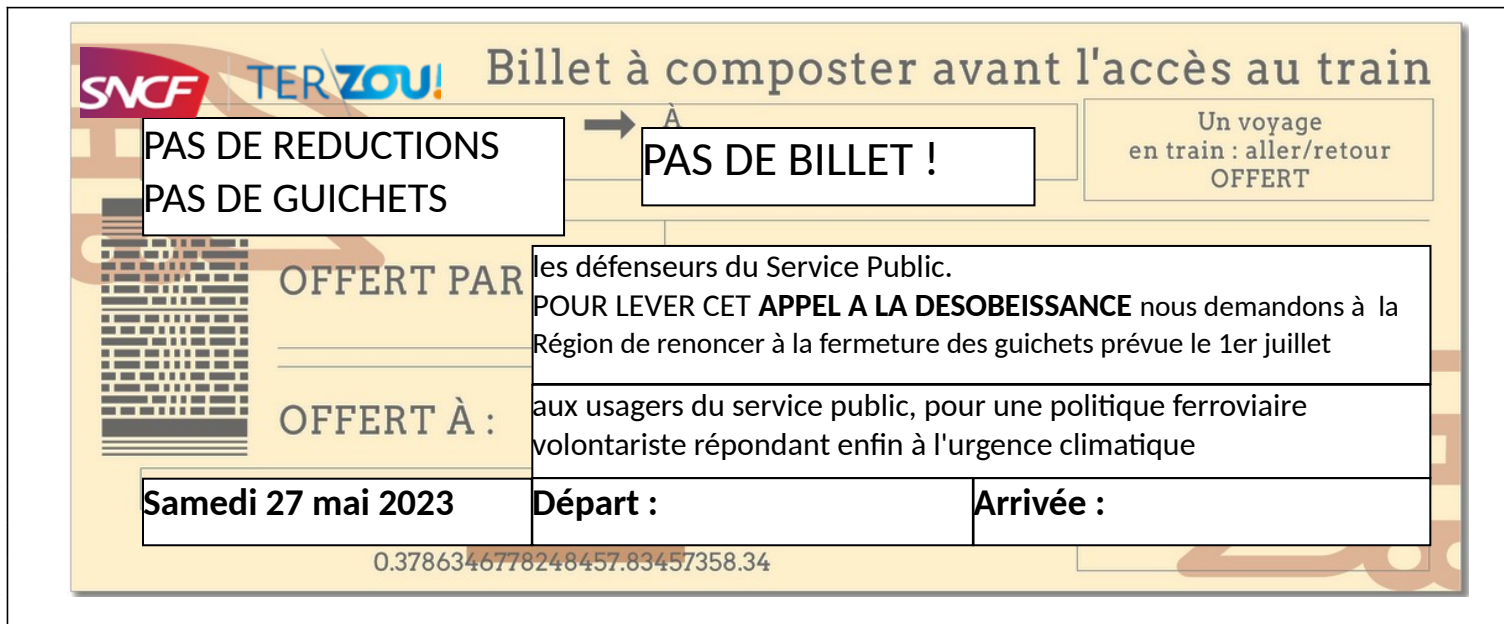 SNCF TER ZOU! Billet à composter avant l'accès au train
À
PAS DE REDUCTIONS
PAS DE GUICHETS
PAS DE BILLET !
Un voyage
en train : aller/retour
OFFERT
OFFERT PAR
les défenseurs du Service Public.
POUR LEVER CET APPEL A LA DESOBEISSANCE nous demandons à la
Région de renoncer à la fermeture des guichets prévue le 1er juillet
OFFERT À :
aux usagers du service public, pour une politique ferroviaire
volontariste répondant enfin à l'urgence climatique
Samedi 27 mai 2023 Départ : Arrivée :
0.3786346778248457.83457358.34